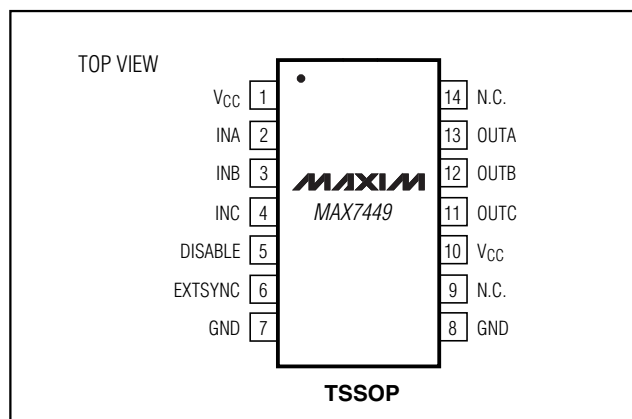 TOP VIEW
VCC 1 14 N.C.
INA 2 13 OUTA
INB 3 12 OUTB
MAXIM
INC 4 11 OUTC
MAX7449
DISABLE 5 10 VCC
EXTSYNC 6 9 N.C.
GND 7 8 GND
TSSOP